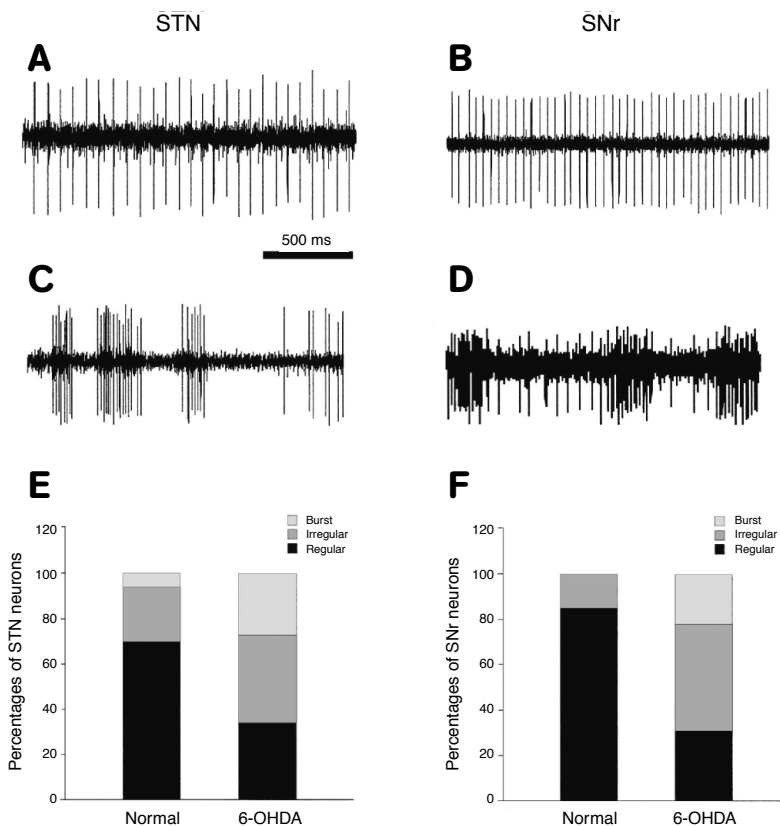 STN
SNr
A
B
500 ms
C
D
E
F
Percentages of STN neurons
120
100
80
60
40
20
0
Burst
Irregular
Regular
Normal
6-OHDA
Percentages of SNr neurons
120
100
80
60
40
20
0
Burst
Irregular
Regular
Normal
6-OHDA